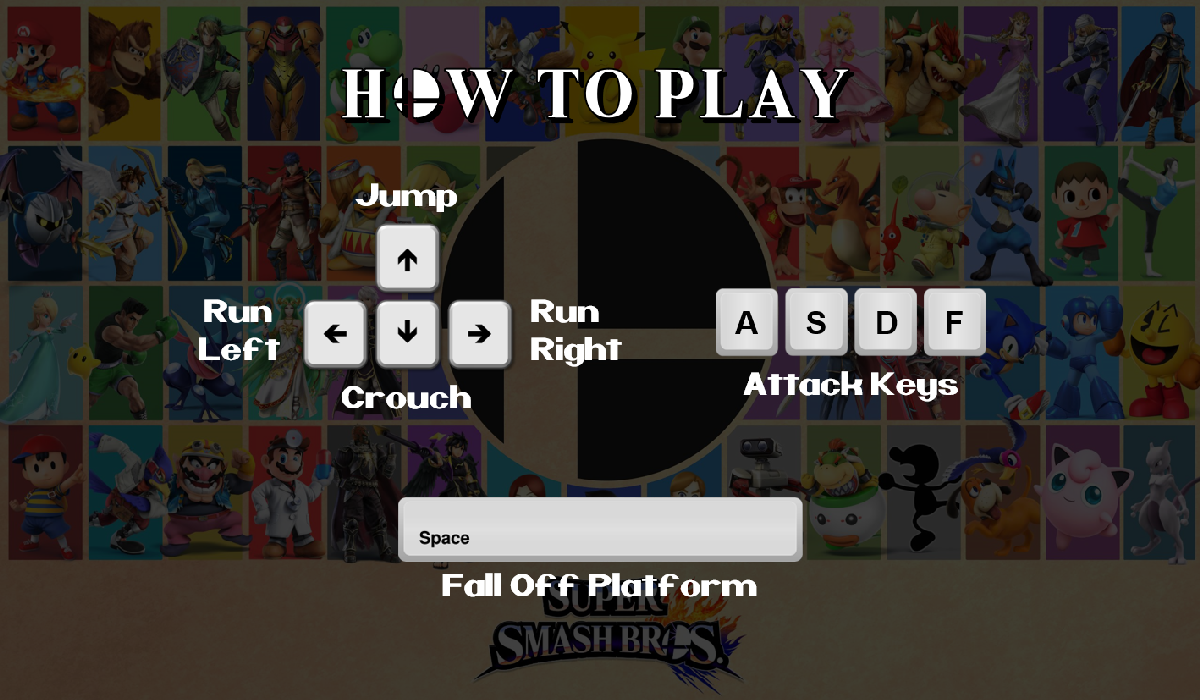 HOW TO PLAY
Jump
Run
Left
Run
Right
Crouch
A S D F
Attack Keys
Space
Fall Off Platform
SUPER
SMASH BROS.